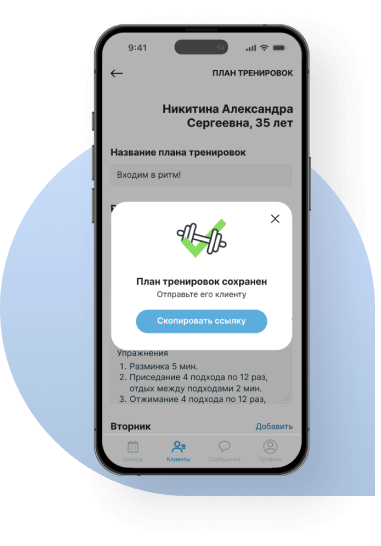 9:41
ПЛАН ТРЕНИРОВОК
Никитина Александра
Сергеевна, 35 лет
Название плана тренировок
Входим в ритм!
План тренировок сохранен
Отправьте его клиенту
Скопировать ссылку
Упражнения
1. Разминка 5 мин.
2. Приседание 4 подхода по 12 раз,
отдых между подходами 2 мин.
3. Отжимание 4 подхода по 12 раз,
Вторник Добавить
Записи Клиенты Сообщения Профиль